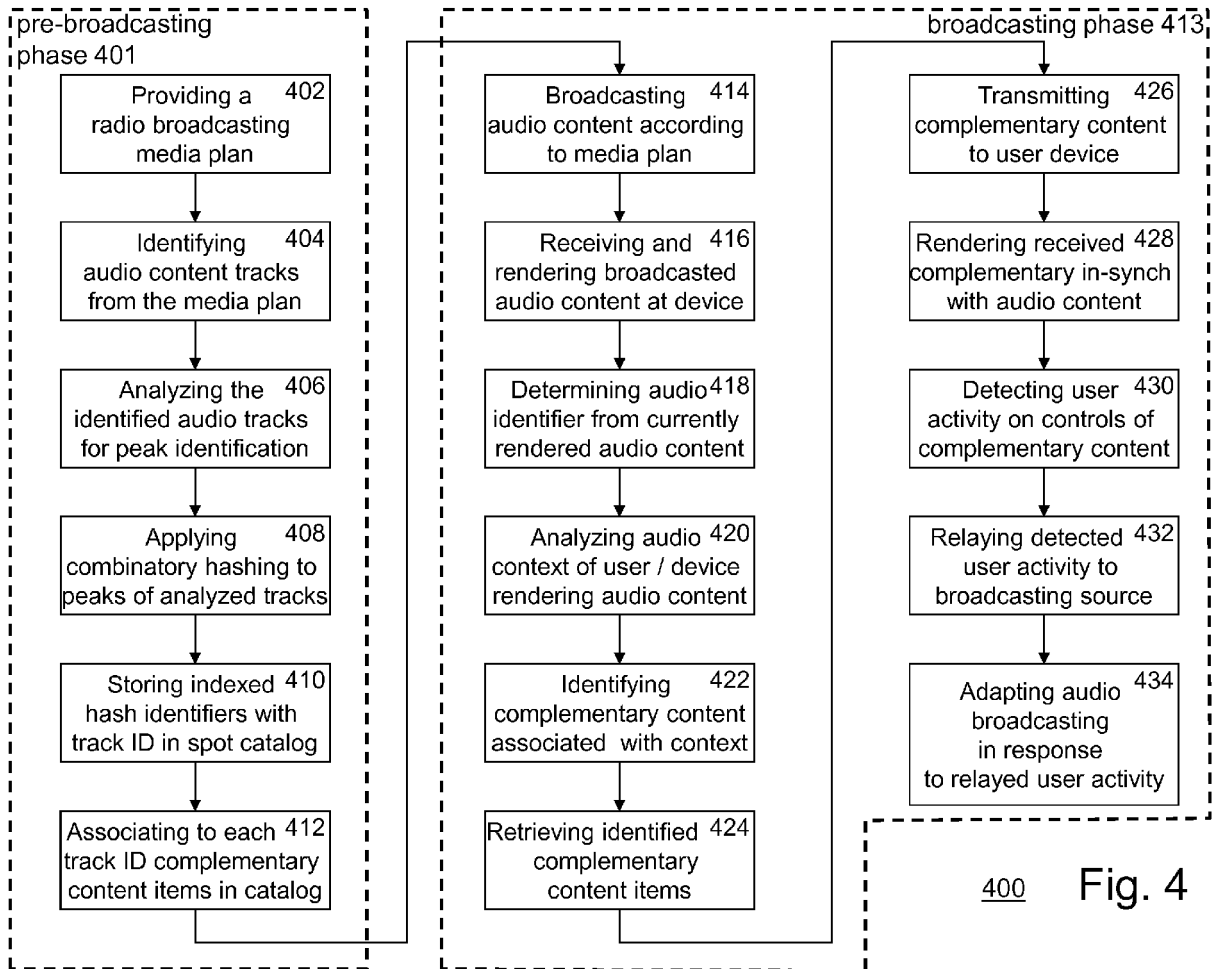 pre-broadcasting
phase 401
Providing a 402
radio broadcasting
media plan
Identifying 404
audio content tracks
from the media plan
Analyzing the 406
identified audio tracks
for peak identification
Applying 408
combinatory hashing to
peaks of analyzed tracks
Storing indexed 410
hash identifiers with
track ID in spot catalog
Associating to each 412
track ID complementary
content items in catalog
broadcasting phase 413
Broadcasting 414
audio content according
to media plan
Receiving and 416
rendering broadcasted
audio content at device
Determining audio 418
identifier from currently
rendered audio content
Analyzing audio 420
context of user / device
rendering audio content
Identifying 422
complementary content
associated with context
Retrieving identified 424
complementary
content items
Transmitting 426
complementary content
to user device
Rendering received 428
complementary in-synch
with audio content
Detecting user 430
activity on controls of
complementary content
Relaying detected 432
user activity to
broadcasting source
Adapting audio 434
broadcasting
in response
to relayed user activity
400 Fig. 4